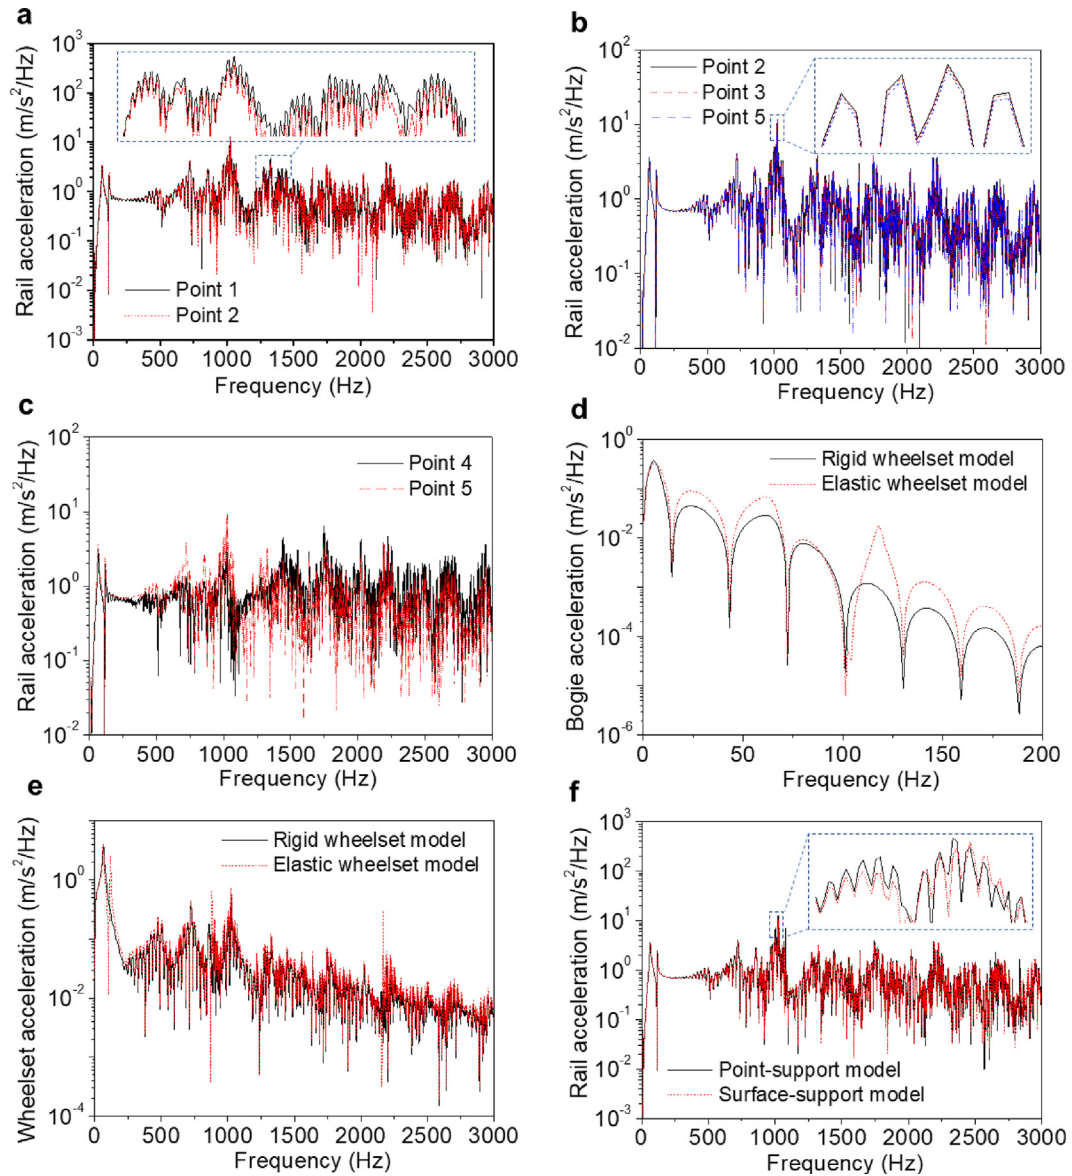 a
Rail acceleration (m/s²/Hz)
10³
10²
10¹
10⁰
10⁻¹
10⁻²
10⁻³
Point 1
Point 2
0 500 1000 1500 2000 2500 3000
Frequency (Hz)
b
Rail acceleration (m/s²/Hz)
10²
10¹
10⁰
10⁻¹
10⁻²
Point 2
Point 3
Point 5
0 500 1000 1500 2000 2500 3000
Frequency (Hz)
c
Rail acceleration (m/s²/Hz)
10²
10¹
10⁰
10⁻¹
10⁻²
Point 4
Point 5
0 500 1000 1500 2000 2500 3000
Frequency (Hz)
d
Bogie acceleration (m/s²/Hz)
10⁰
10⁻²
10⁻⁴
10⁻⁶
Rigid wheelset model
Elastic wheelset model
0 50 100 150 200
Frequency (Hz)
e
Wheelset acceleration (m/s²/Hz)
10⁰
10⁻²
10⁻⁴
Rigid wheelset model
Elastic wheelset model
0 500 1000 1500 2000 2500 3000
Frequency (Hz)
f
Rail acceleration (m/s²/Hz)
10³
10²
10¹
10⁰
10⁻¹
10⁻²
10⁻³
Point-support model
Surface-support model
0 500 1000 1500 2000 2500 3000
Frequency (Hz)